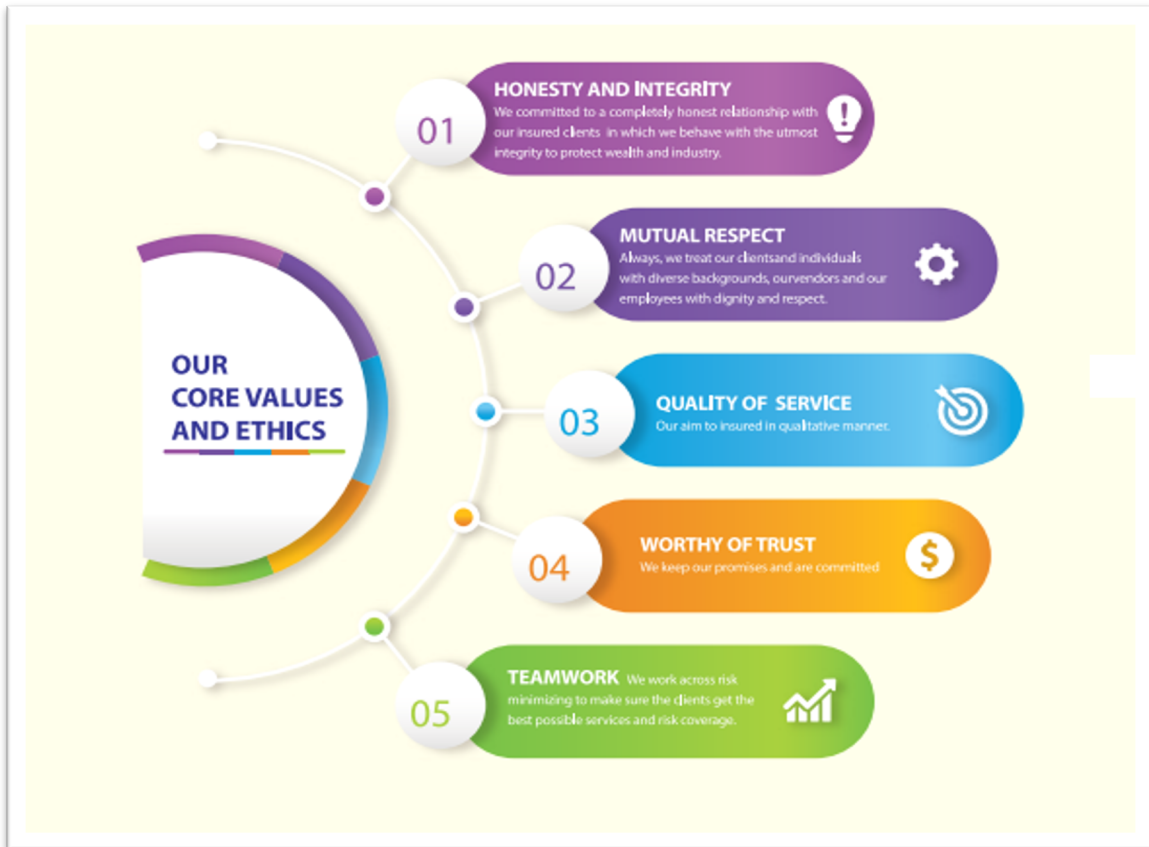 OUR
CORE VALUES
AND ETHICS
01
HONESTY AND INTEGRITY
We committed to a completely honest relationship with
our insured clients in which we behave with the utmost
integrity to protect wealth and industry.
02
MUTUAL RESPECT
Always, we treat our clientsand individuals
with diverse backgrounds, ourvendors and our
employees with dignity and respect.
03
QUALITY OF SERVICE
Our aim to insured in qualitative manner.
04
WORTHY OF TRUST
We keep our promises and are committed
05
TEAMWORK We work across risk
minimizing to make sure the clients get the
best possible services and risk coverage.